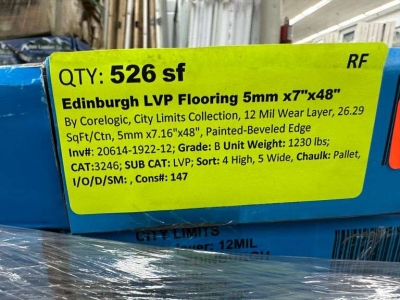 QTY: 526 sf
RF
Edinburgh LVP Flooring 5mm x7"x48"
By Corelogic, City Limits Collection, 12 Mil Wear Layer, 26.29
SqFt/Ctn, 5mm x7.16"x48", Painted-Beveled Edge
Inv#: 20614-1922-12; Grade: B Unit Weight: 1230 lbs;
CAT:3246; SUB CAT: LVP; Sort: 4 High, 5 Wide, Chaulk: Pallet,
I/O/D/SM: , Cons#: 147
CITY LIMITS
12MIL